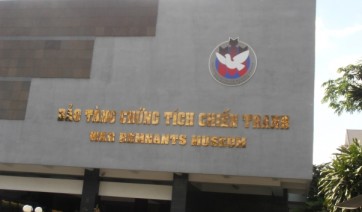 BẢO TÀNG CHỨNG TÍCH CHIẾN TRANH
WAR REMNANTS MUSEUM